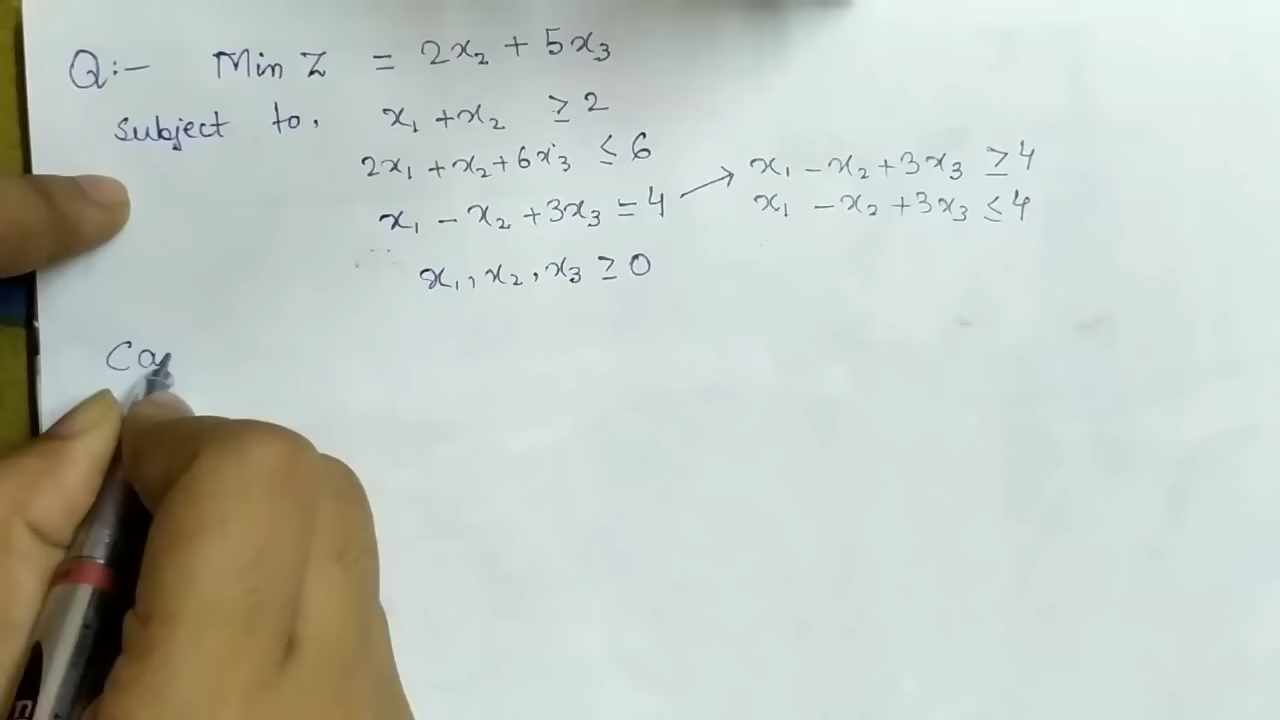 Q:- Min Z = 2x₂ + 5x₃
subject to, x₁ + x₂ ≥ 2
2x₁ + x₂ + 6x₃ ≤ 6
x₁ - x₂ + 3x₃ = 4 → x₁ - x₂ + 3x₃ ≥ 4
x₁ - x₂ + 3x₃ ≤ 4
x₁, x₂, x₃ ≥ 0
Ca